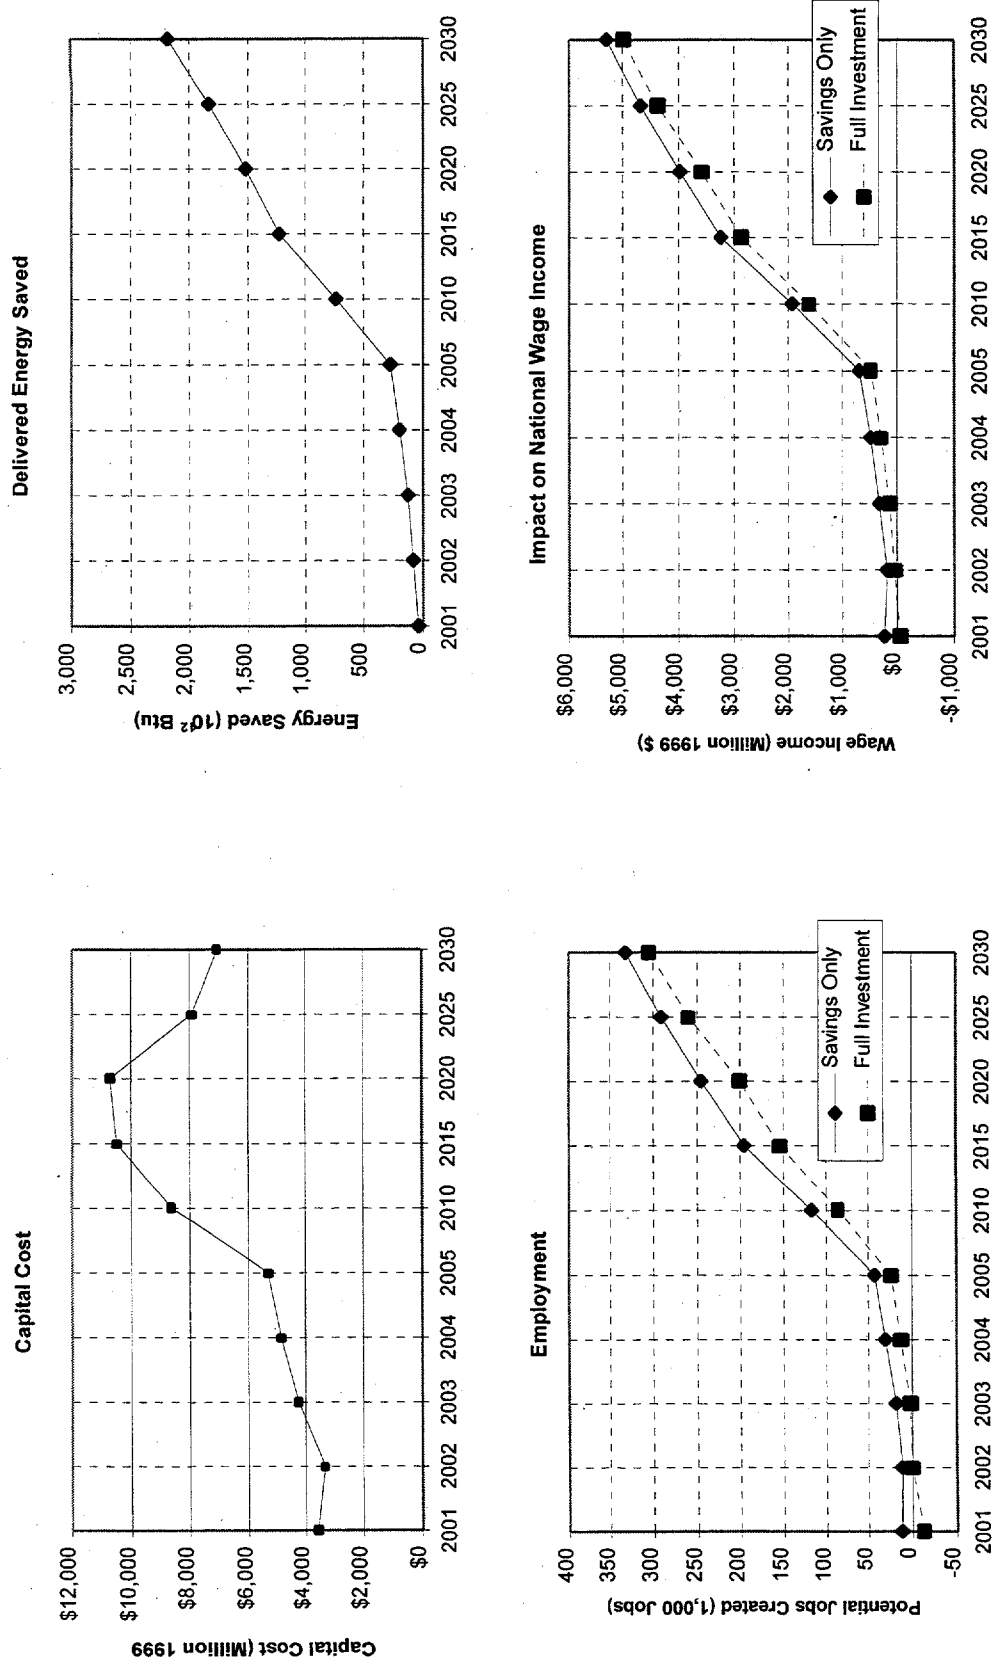 Capital Cost
Capital Cost (Million 1999
$12,000
$10,000
$8,000
$6,000
$4,000
$2,000
$0
2001 2002 2003 2004 2005 2010 2015 2020 2025 2030
Delivered Energy Saved
Energy Saved (10¹² Btu)
3,000
2,500
2,000
1,500
1,000
500
0
2001 2002 2003 2004 2005 2010 2015 2020 2025 2030
Employment
Potential Jobs Created (1,000 Jobs)
400
350
300
250
200
150
100
50
0
-50
2001 2002 2003 2004 2005 2010 2015 2020 2025 2030
Savings Only
Full Investment
Impact on National Wage Income
Wage Income (Million 1999 $)
$6,000
$5,000
$4,000
$3,000
$2,000
$1,000
$0
-$1,000
2001 2002 2003 2004 2005 2010 2015 2020 2025 2030
Savings Only
Full Investment